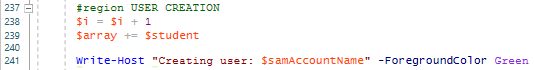 237 #region USER CREATION
238 $i = $i + 1
239 $array += $student
240
241 Write-Host "Creating user: $samAccountName" -ForegroundColor Green